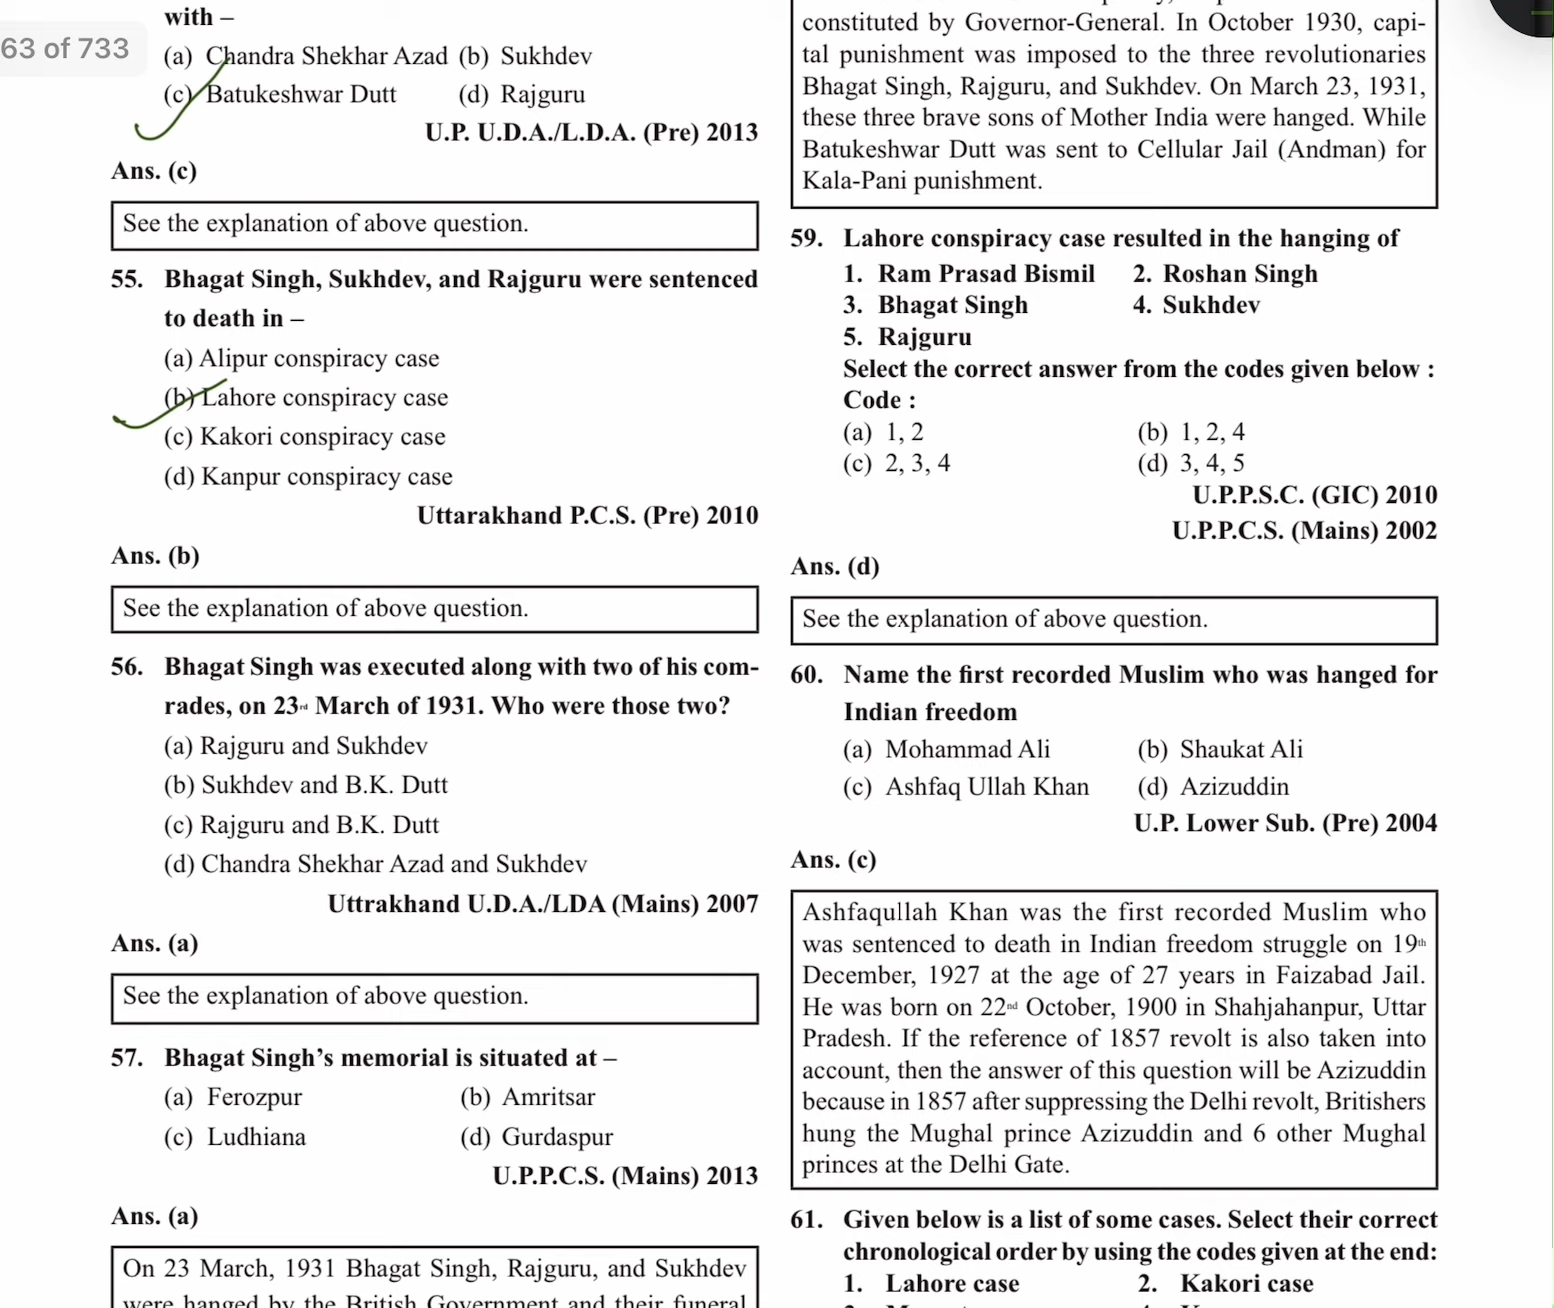 63 of 733
with –
(a) Chandra Shekhar Azad (b) Sukhdev
(c) Batukeshwar Dutt (d) Rajguru
U.P. U.D.A./L.D.A. (Pre) 2013
Ans. (c)
See the explanation of above question.
55. Bhagat Singh, Sukhdev, and Rajguru were sentenced
to death in –
(a) Alipur conspiracy case
(b) Lahore conspiracy case
(c) Kakori conspiracy case
(d) Kanpur conspiracy case
Uttarakhand P.C.S. (Pre) 2010
Ans. (b)
See the explanation of above question.
56. Bhagat Singh was executed along with two of his com-
rades, on 23rd March of 1931. Who were those two?
(a) Rajguru and Sukhdev
(b) Sukhdev and B.K. Dutt
(c) Rajguru and B.K. Dutt
(d) Chandra Shekhar Azad and Sukhdev
Uttrakhand U.D.A./LDA (Mains) 2007
Ans. (a)
See the explanation of above question.
57. Bhagat Singh’s memorial is situated at –
(a) Ferozpur (b) Amritsar
(c) Ludhiana (d) Gurdaspur
U.P.P.C.S. (Mains) 2013
Ans. (a)
On 23 March, 1931 Bhagat Singh, Rajguru, and Sukhdev
were hanged by the British Government and their funeral
constituted by Governor-General. In October 1930, capi-
tal punishment was imposed to the three revolutionaries
Bhagat Singh, Rajguru, and Sukhdev. On March 23, 1931,
these three brave sons of Mother India were hanged. While
Batukeshwar Dutt was sent to Cellular Jail (Andman) for
Kala-Pani punishment.
59. Lahore conspiracy case resulted in the hanging of
1. Ram Prasad Bismil 2. Roshan Singh
3. Bhagat Singh 4. Sukhdev
5. Rajguru
Select the correct answer from the codes given below :
Code :
(a) 1, 2 (b) 1, 2, 4
(c) 2, 3, 4 (d) 3, 4, 5
U.P.P.S.C. (GIC) 2010
U.P.P.C.S. (Mains) 2002
Ans. (d)
See the explanation of above question.
60. Name the first recorded Muslim who was hanged for
Indian freedom
(a) Mohammad Ali (b) Shaukat Ali
(c) Ashfaq Ullah Khan (d) Azizuddin
U.P. Lower Sub. (Pre) 2004
Ans. (c)
Ashfaqullah Khan was the first recorded Muslim who
was sentenced to death in Indian freedom struggle on 19th
December, 1927 at the age of 27 years in Faizabad Jail.
He was born on 22nd October, 1900 in Shahjahanpur, Uttar
Pradesh. If the reference of 1857 revolt is also taken into
account, then the answer of this question will be Azizuddin
because in 1857 after suppressing the Delhi revolt, Britishers
hung the Mughal prince Azizuddin and 6 other Mughal
princes at the Delhi Gate.
61. Given below is a list of some cases. Select their correct
chronological order by using the codes given at the end:
1. Lahore case 2. Kakori case